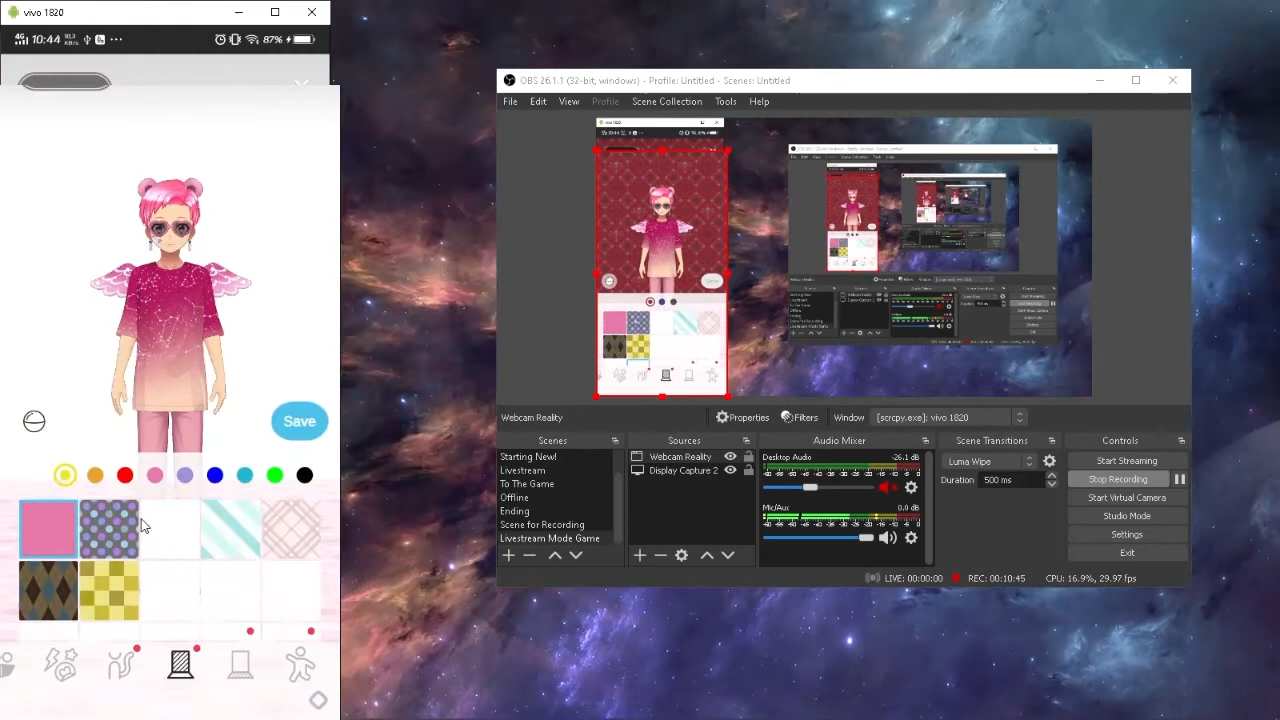 vivo 1820
4G 10:44 10,3 KB/s 87%
Save
OBS 26.1.1 (32-bit, windows) - Profile: Untitled - Scenes: Untitled
File Edit View Profile Scene Collection Tools Help
Webcam Reality Properties Filters Window [scrcpy.exe]: vivo 1820
Scenes Sources Audio Mixer Scene Transitions Controls
Starting New!
Livestream
To The Game
Offline
Ending
Scene for Recording
Livestream Mode Game
Webcam Reality
Display Capture 2
Desktop Audio -26.1 dB
Mic/Aux 0.0 dB
Luma Wipe
Duration 500 ms
Start Streaming
Stop Recording
Start Virtual Camera
Studio Mode
Settings
Exit
LIVE: 00:00:00 REC: 00:10:45 CPU: 16.9%, 29.97 fps